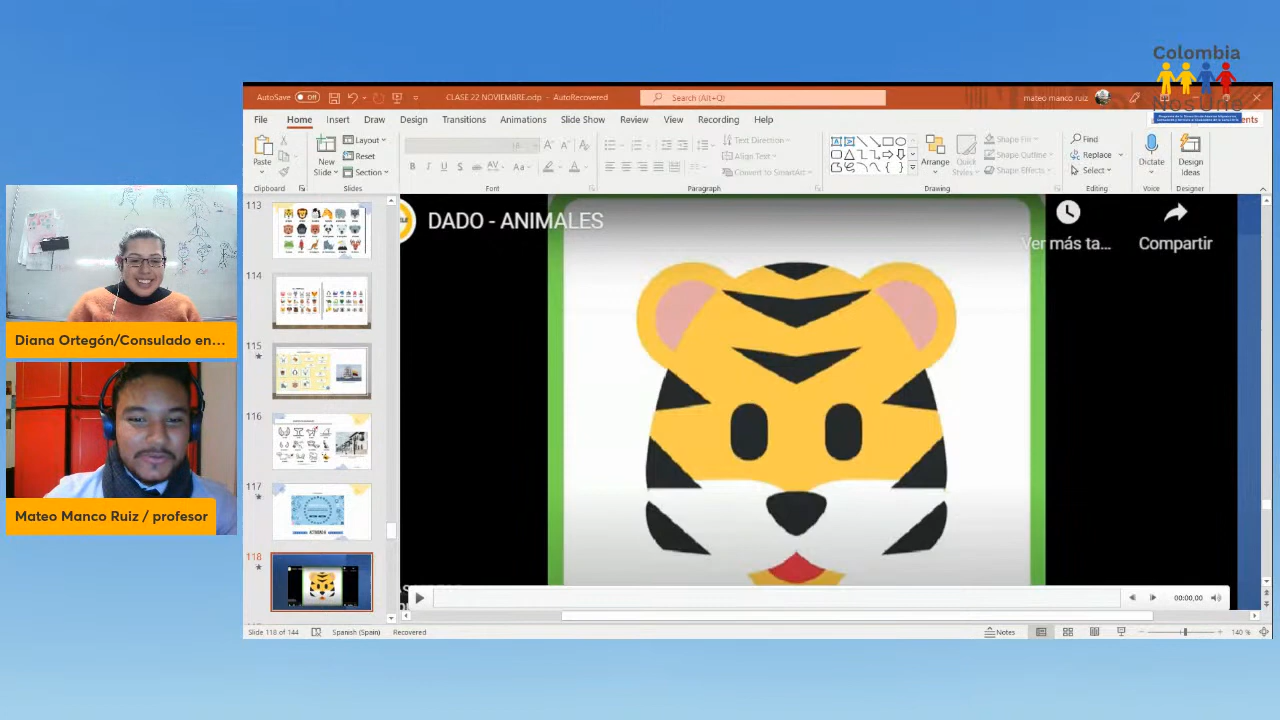 Colombia
Nos Une
AutoSave Off
CLASE 22 NOVIEMBRE.odp - AutoRecovered
Search (Alt+Q)
mateo manco ruiz
File Home Insert Draw Design Transitions Animations Slide Show Review View Recording Help
Paste
New
Slide
Layout
Reset
Section
Text Direction
Align Text
Convert to SmartArt
Arrange
Quick
Styles
Shape Fill
Shape Outline
Shape Effects
Find
Replace
Select
Dictate
Design
Ideas
Clipboard Slides Font Paragraph Drawing Editing Voice Designer
113
114
115
116
117
118
DADO - ANIMALES
Ver más ta...
Compartir
00:00,00
Slide 118 of 144 Spanish (Spain) Recovered
Notes
140 %
Diana Ortegón/Consulado en...
Mateo Manco Ruiz / profesor